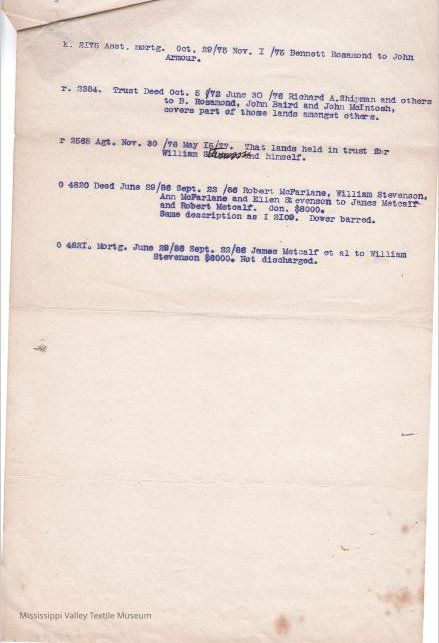 k. 2175 Asst. mortg. Oct. 29/75 Nov. I /75 Bennett Rosamond to John
Armour.
r. 2384. Trust Deed Oct. 5 /72 June 30 /76 Richard A.Shipman and others
to B. Rosamond, John Baird and John McIntosh,
covers part of those lands amongst others.
r 2565 Agt. Nov. 30 /76 May 15/77. That lands held in trust for
William and himself.
O 4820 Deed June 29/86 Sept. 22 /86 Robert McFarlane, William Stevenson,
Ann McFarlane and Ellen Stevenson to James Metcalf
and Robert Metcalf. Con. $8000.
Same description as I 2109. Dower barred.
O 482I. Mortg. June 29/86 Sept. 22/86 James Metcalf et al to William
Stevenson $6000. Not discharged.
Mississippi Valley Textile Museum